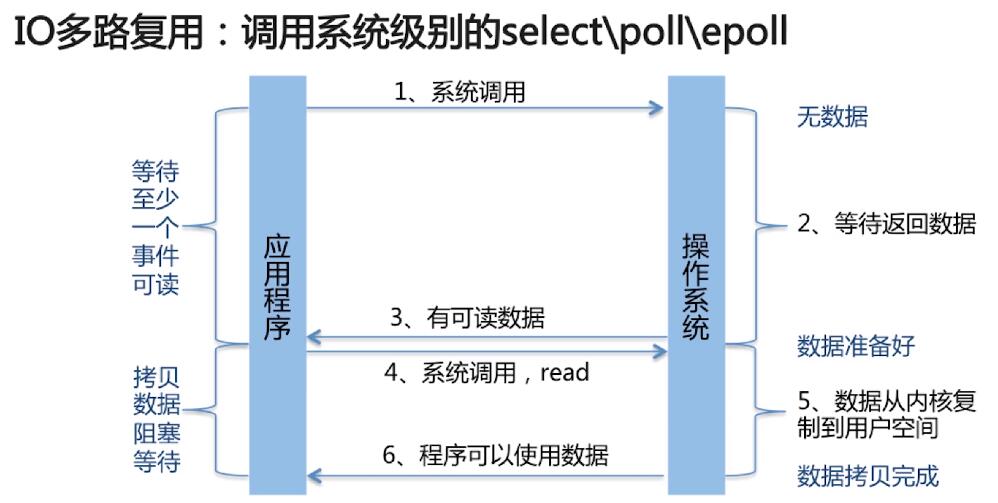 IO多路复用：调用系统级别的select\poll\epoll
1、系统调用
无数据
等待
至少
一个
事件
可读
2、等待返回数据
应用程序
操作系统
3、有可读数据
数据准备好
4、系统调用，read
拷贝
数据
阻塞
等待
5、数据从内核复
制到用户空间
6、程序可以使用数据
数据拷贝完成